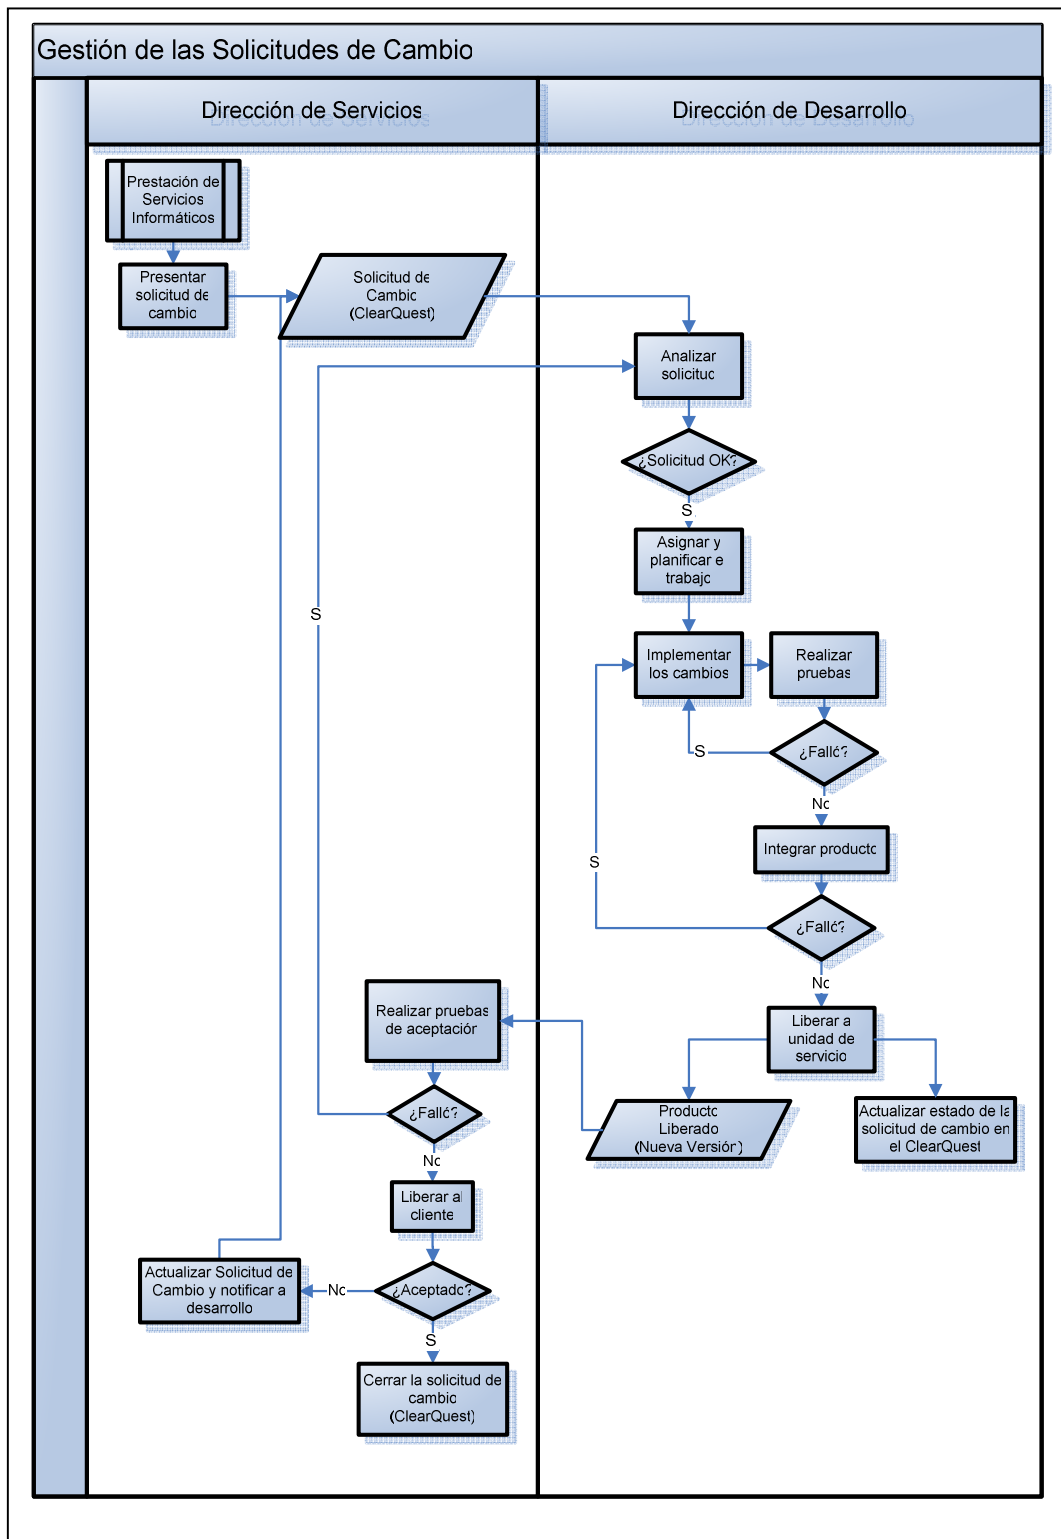 Gestión de las Solicitudes de Cambio
Dirección de Servicios
Dirección de Desarrollo
Prestación de
Servicios
Informáticos
Presentar
solicitud de
cambio
Solicitud de
Cambio
(ClearQuest)
Analizar
solicitud
¿Solicitud OK?
S
Asignar y
planificar e
trabajo
S
Implementar
los cambios
Realizar
pruebas
S
¿Falló?
No
S
Integrar producto
¿Falló?
No
Realizar pruebas
de aceptación
Liberar a
unidad de
servicio
¿Falló?
Producto
Liberado
(Nueva Versión)
Actualizar estado de la
solicitud de cambio en
el ClearQuest
No
Liberar al
cliente
Actualizar Solicitud de
Cambio y notificar a
desarrollo
No
¿Aceptado?
S
Cerrar la solicitud de
cambio
(ClearQuest)